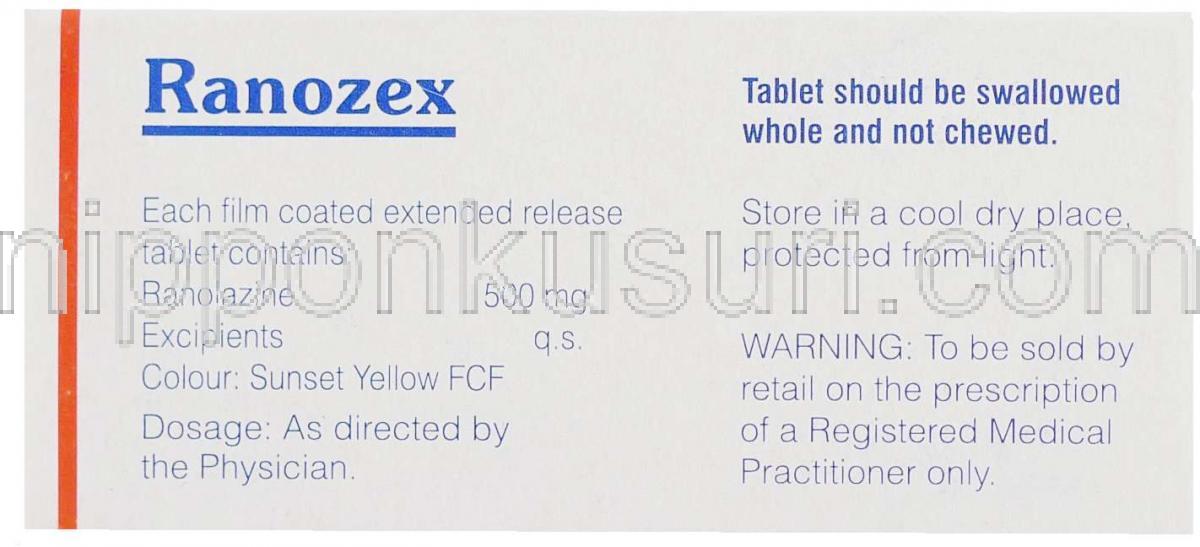 Ranozex
Each film coated extended release
tablet contains
Ranolazine 500 mg
Excipients q.s.
Colour: Sunset Yellow FCF
Dosage: As directed by
the Physician.
Tablet should be swallowed
whole and not chewed.
Store in a cool dry place,
protected from light.
WARNING: To be sold by
retail on the prescription
of a Registered Medical
Practitioner only.
nipponkusuri.com